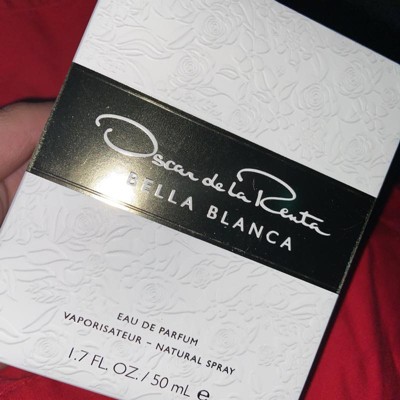 Oscar de la Renta
BELLA BLANCA
EAU DE PARFUM
VAPORISATEUR – NATURAL SPRAY
1.7 FL. OZ. / 50 mL ℮